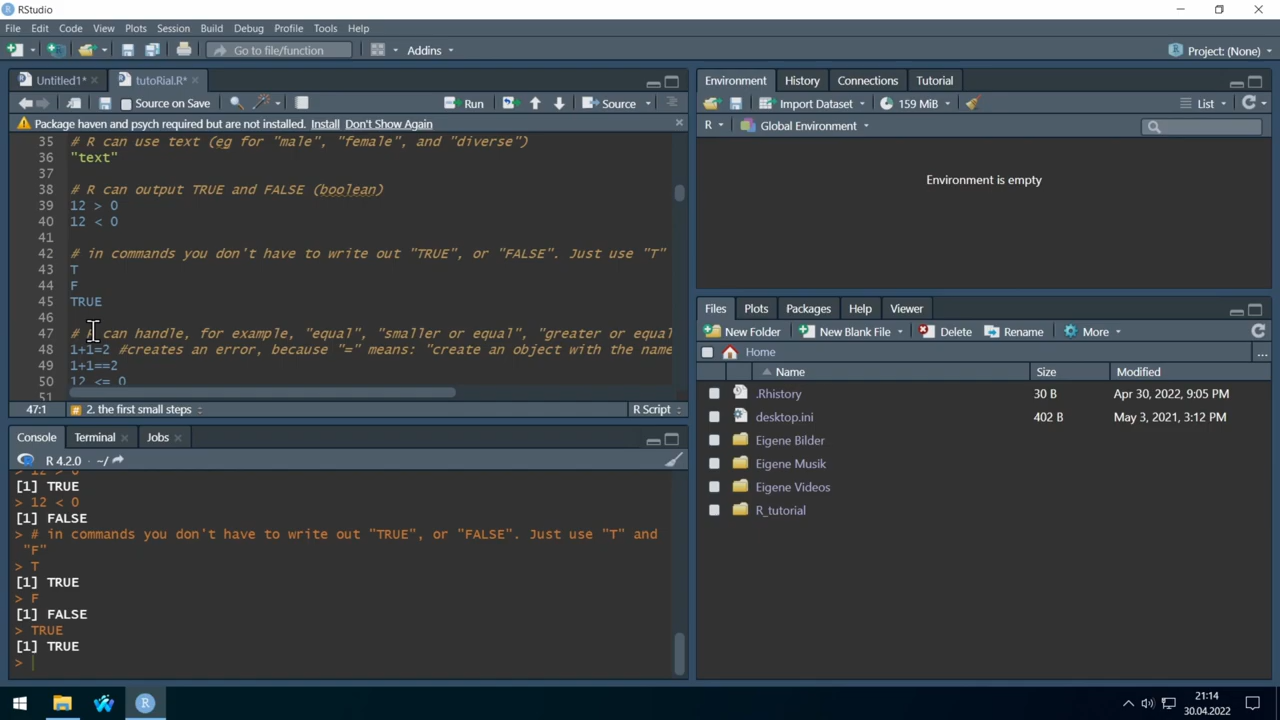 RStudio
File Edit Code View Plots Session Build Debug Profile Tools Help
Go to file/function Addins Project: (None)
Untitled1* tutoRial.R*
Source on Save Run Source
Package haven and psych required but are not installed. Install Don't Show Again
35 # R can use text (eg for "male", "female", and "diverse")
36 "text"
37
38 # R can output TRUE and FALSE (boolean)
39 12 > 0
40 12 < 0
41
42 # in commands you don't have to write out "TRUE", or "FALSE". Just use "T"
43 T
44 F
45 TRUE
46
47 # can handle, for example, "equal", "smaller or equal", "greater or equal
48 1+1=2 #creates an error, because "=" means: "create an object with the name
49 1+1==2
50 12 <= 0
51
47:1 2. the first small steps R Script
Console Terminal Jobs
R 4.2.0 · ~/
> 12 > 0
[1] TRUE
> 12 < 0
[1] FALSE
> # in commands you don't have to write out "TRUE", or "FALSE". Just use "T" and
"F"
> T
[1] TRUE
> F
[1] FALSE
> TRUE
[1] TRUE
>
Environment History Connections Tutorial
Import Dataset 159 MiB List
R Global Environment
Environment is empty
Files Plots Packages Help Viewer
New Folder New Blank File Delete Rename More
Home ...
Name Size Modified
.Rhistory 30 B Apr 30, 2022, 9:05 PM
desktop.ini 402 B May 3, 2021, 3:12 PM
Eigene Bilder
Eigene Musik
Eigene Videos
R_tutorial
21:14
30.04.2022